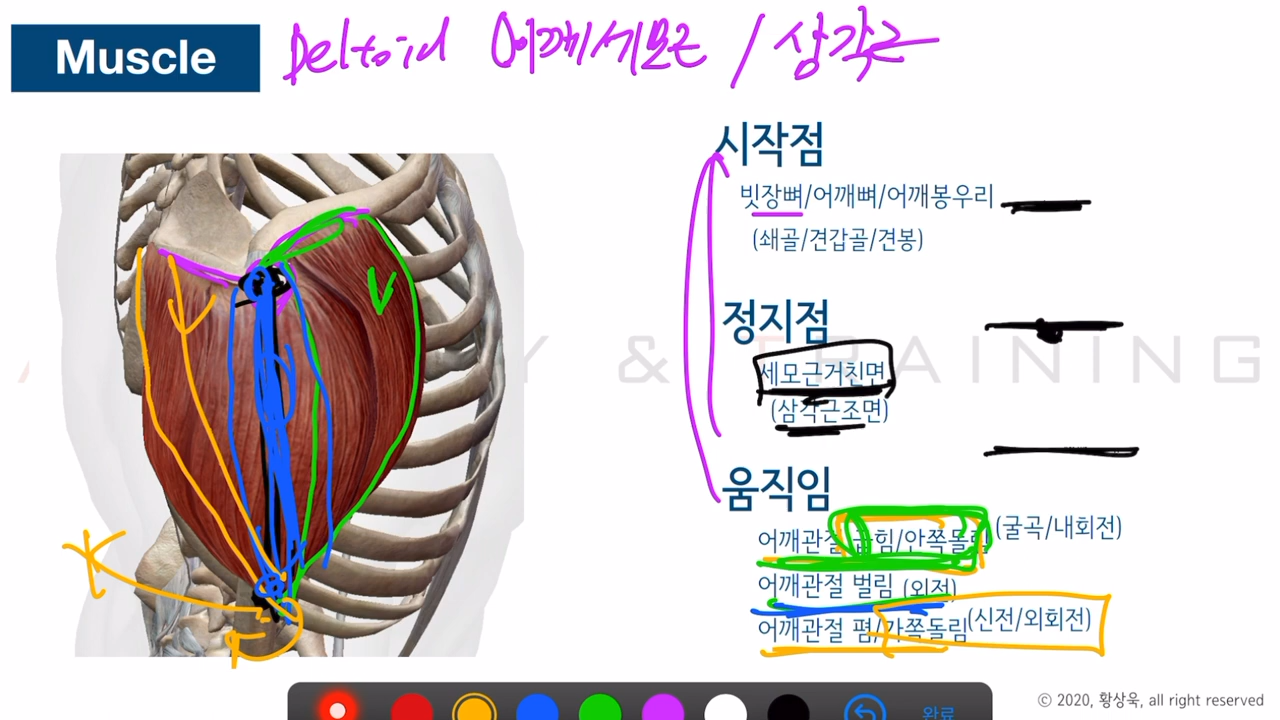 Muscle
Deltoid 어깨세모근 / 삼각근
시작점
빗장뼈/어깨뼈/어깨봉우리
(쇄골/견갑골/견봉)
정지점
& TRAINING
세모근거친면
(삼각근조면)
움직임
어깨관절 굽힘/안쪽돌림 (굴곡/내회전)
어깨관절 벌림 (외전)
어깨관절 폄/가쪽돌림(신전/외회전)
완료
© 2020, 황상욱, all right reserved